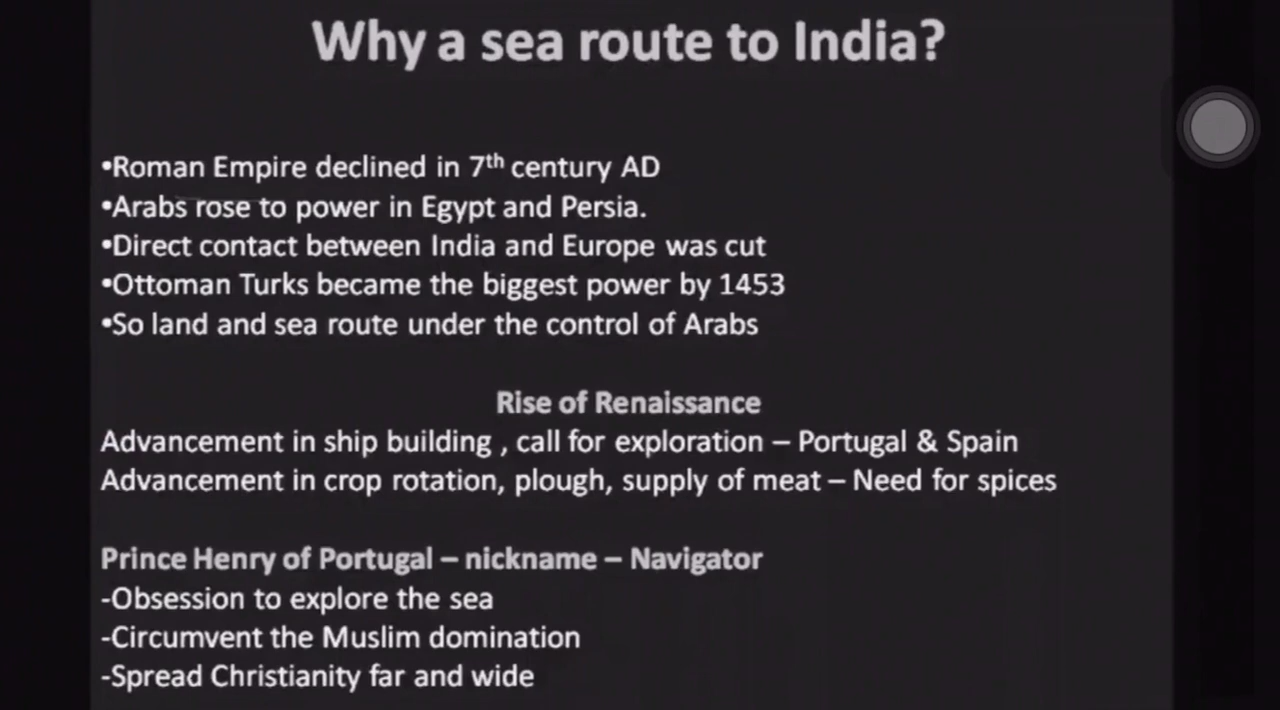 Why a sea route to India?
•Roman Empire declined in 7th century AD
•Arabs rose to power in Egypt and Persia.
•Direct contact between India and Europe was cut
•Ottoman Turks became the biggest power by 1453
•So land and sea route under the control of Arabs
Rise of Renaissance
Advancement in ship building , call for exploration – Portugal & Spain
Advancement in crop rotation, plough, supply of meat – Need for spices
Prince Henry of Portugal – nickname – Navigator
-Obsession to explore the sea
-Circumvent the Muslim domination
-Spread Christianity far and wide